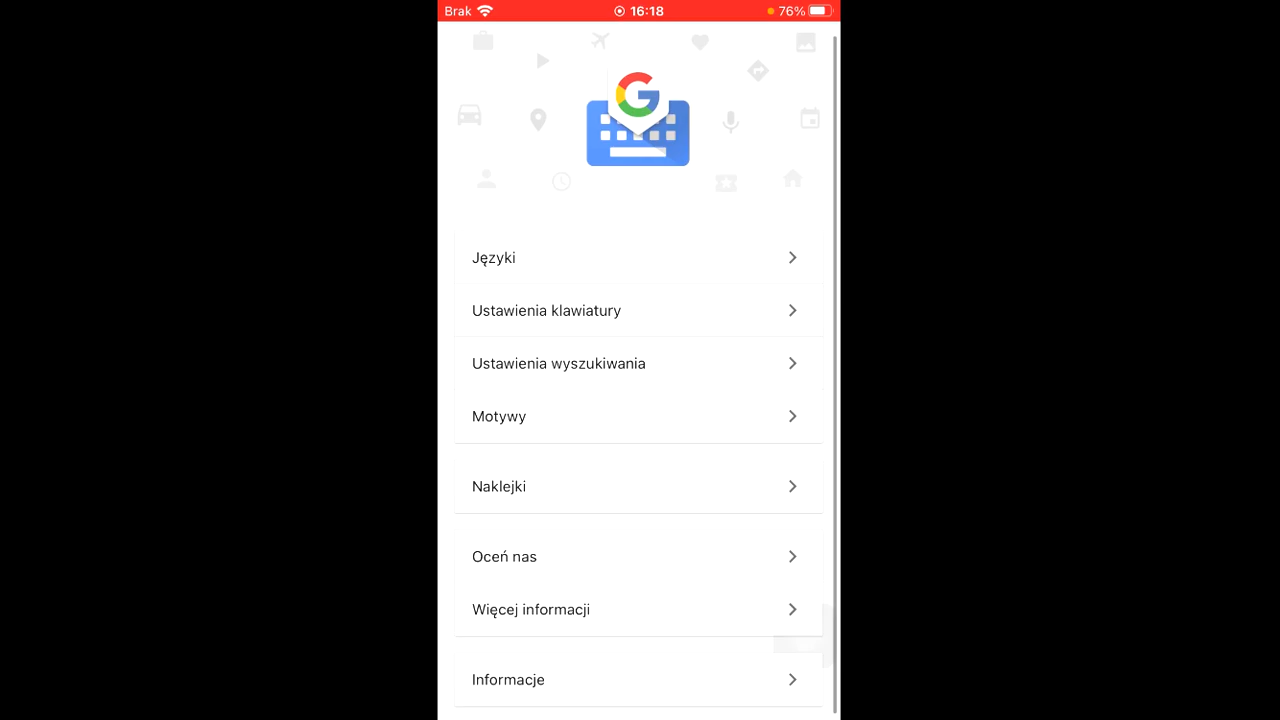 Brak 16:18 76%
G
Języki
Ustawienia klawiatury
Ustawienia wyszukiwania
Motywy
Naklejki
Oceń nas
Więcej informacji
Informacje